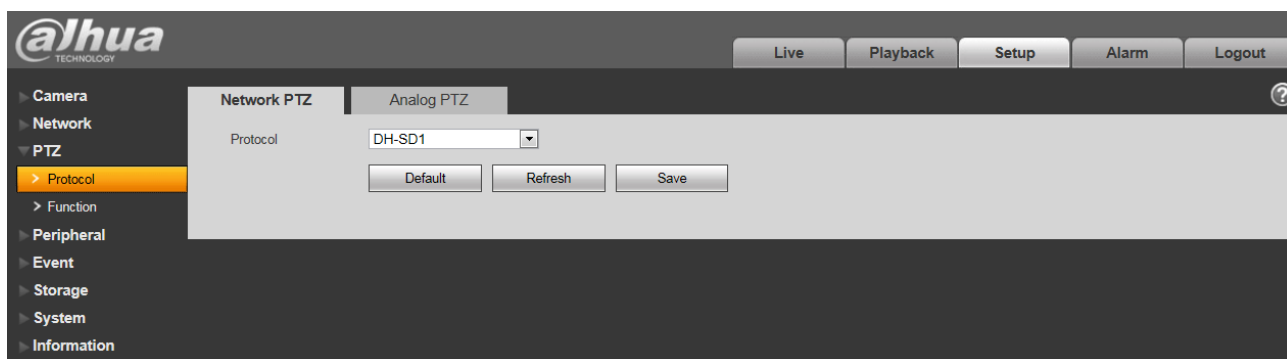 alhua
TECHNOLOGY
Live Playback Setup Alarm Logout
Camera
Network
PTZ
> Protocol
> Function
Peripheral
Event
Storage
System
Information
Network PTZ Analog PTZ
?
Protocol DH-SD1
Default Refresh Save